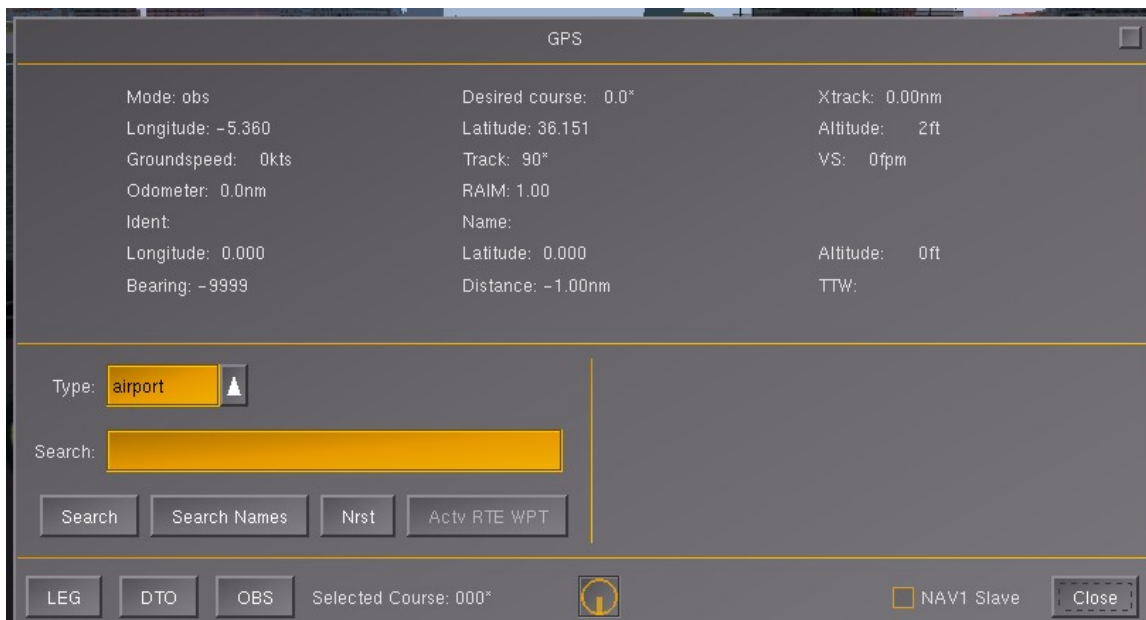 GPS
Mode: obs Desired course: 0.0* Xtrack: 0.00nm
Longitude: -5.360 Latitude: 36.151 Altitude: 2ft
Groundspeed: 0kts Track: 90* VS: 0fpm
Odometer: 0.0nm RAIM: 1.00
Ident: Name:
Longitude: 0.000 Latitude: 0.000 Altitude: 0ft
Bearing: -9999 Distance: -1.00nm TTW:
Type: airport
Search:
Search Search Names Nrst Actv RTE WPT
LEG DTO OBS Selected Course: 000* NAV1 Slave Close